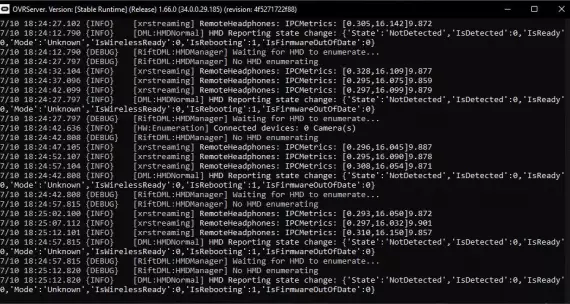 OVRServer. Version: [Stable Runtime] (Release) 1.66.0 (34.0.0.29.185) (revision: 4f5271722f88)
7/10 18:24:27.102 {INFO} [xrstreaming] RemoteHeadphones: IPCMetrics: [0.305,16.142]9.872
7/10 18:24:12.790 {INFO} [DML:HMDNormal] HMD Reporting state change: {'State':'NotDetected','IsDetected':0,'IsReady
0,'Mode':'Unknown','IsWirelessReady':0,'IsRebooting':1,'IsFirmwareOutOfDate':0}
7/10 18:24:12.790 {DEBUG} [RiftDML:HMDManager] Waiting for HMD to enumerate...
7/10 18:24:27.797 {DEBUG} [RiftDML:HMDManager] No HMD enumerating
7/10 18:24:32.104 {INFO} [xrstreaming] RemoteHeadphones: IPCMetrics: [0.328,16.109]9.877
7/10 18:24:37.096 {INFO} [xrstreaming] RemoteHeadphones: IPCMetrics: [0.295,16.075]9.859
7/10 18:24:42.099 {INFO} [xrstreaming] RemoteHeadphones: IPCMetrics: [0.297,16.099]9.879
7/10 18:24:27.797 {INFO} [DML:HMDNormal] HMD Reporting state change: {'State':'NotDetected','IsDetected':0,'IsReady
0,'Mode':'Unknown','IsWirelessReady':0,'IsRebooting':1,'IsFirmwareOutOfDate':0}
7/10 18:24:27.797 {DEBUG} [RiftDML:HMDManager] Waiting for HMD to enumerate...
7/10 18:24:42.636 {INFO} [HW:Enumeration] Connected devices: 0 Camera(s)
7/10 18:24:42.808 {DEBUG} [RiftDML:HMDManager] No HMD enumerating
7/10 18:24:47.105 {INFO} [xrstreaming] RemoteHeadphones: IPCMetrics: [0.296,16.045]9.887
7/10 18:24:52.107 {INFO} [xrstreaming] RemoteHeadphones: IPCMetrics: [0.295,16.090]9.878
7/10 18:24:57.104 {INFO} [xrstreaming] RemoteHeadphones: IPCMetrics: [0.308,16.054]9.871
7/10 18:24:42.808 {INFO} [DML:HMDNormal] HMD Reporting state change: {'State':'NotDetected','IsDetected':0,'IsReady
0,'Mode':'Unknown','IsWirelessReady':0,'IsRebooting':1,'IsFirmwareOutOfDate':0}
7/10 18:24:42.808 {DEBUG} [RiftDML:HMDManager] Waiting for HMD to enumerate...
7/10 18:24:57.815 {DEBUG} [RiftDML:HMDManager] No HMD enumerating
7/10 18:25:02.100 {INFO} [xrstreaming] RemoteHeadphones: IPCMetrics: [0.293,16.059]9.872
7/10 18:25:07.112 {INFO} [xrstreaming] RemoteHeadphones: IPCMetrics: [0.297,16.032]9.901
7/10 18:25:12.101 {INFO} [xrstreaming] RemoteHeadphones: IPCMetrics: [0.310,16.150]9.857
7/10 18:24:57.815 {INFO} [DML:HMDNormal] HMD Reporting state change: {'State':'NotDetected','IsDetected':0,'IsReady
0,'Mode':'Unknown','IsWirelessReady':0,'IsRebooting':1,'IsFirmwareOutOfDate':0}
7/10 18:24:57.815 {DEBUG} [RiftDML:HMDManager] Waiting for HMD to enumerate...
7/10 18:25:12.820 {DEBUG} [RiftDML:HMDManager] No HMD enumerating
7/10 18:25:12.820 {INFO} [DML:HMDNormal] HMD Reporting state change: {'State':'NotDetected','IsDetected':0,'IsReady
0,'Mode':'Unknown','IsWirelessReady':0,'IsRebooting':1,'IsFirmwareOutOfDate':0}